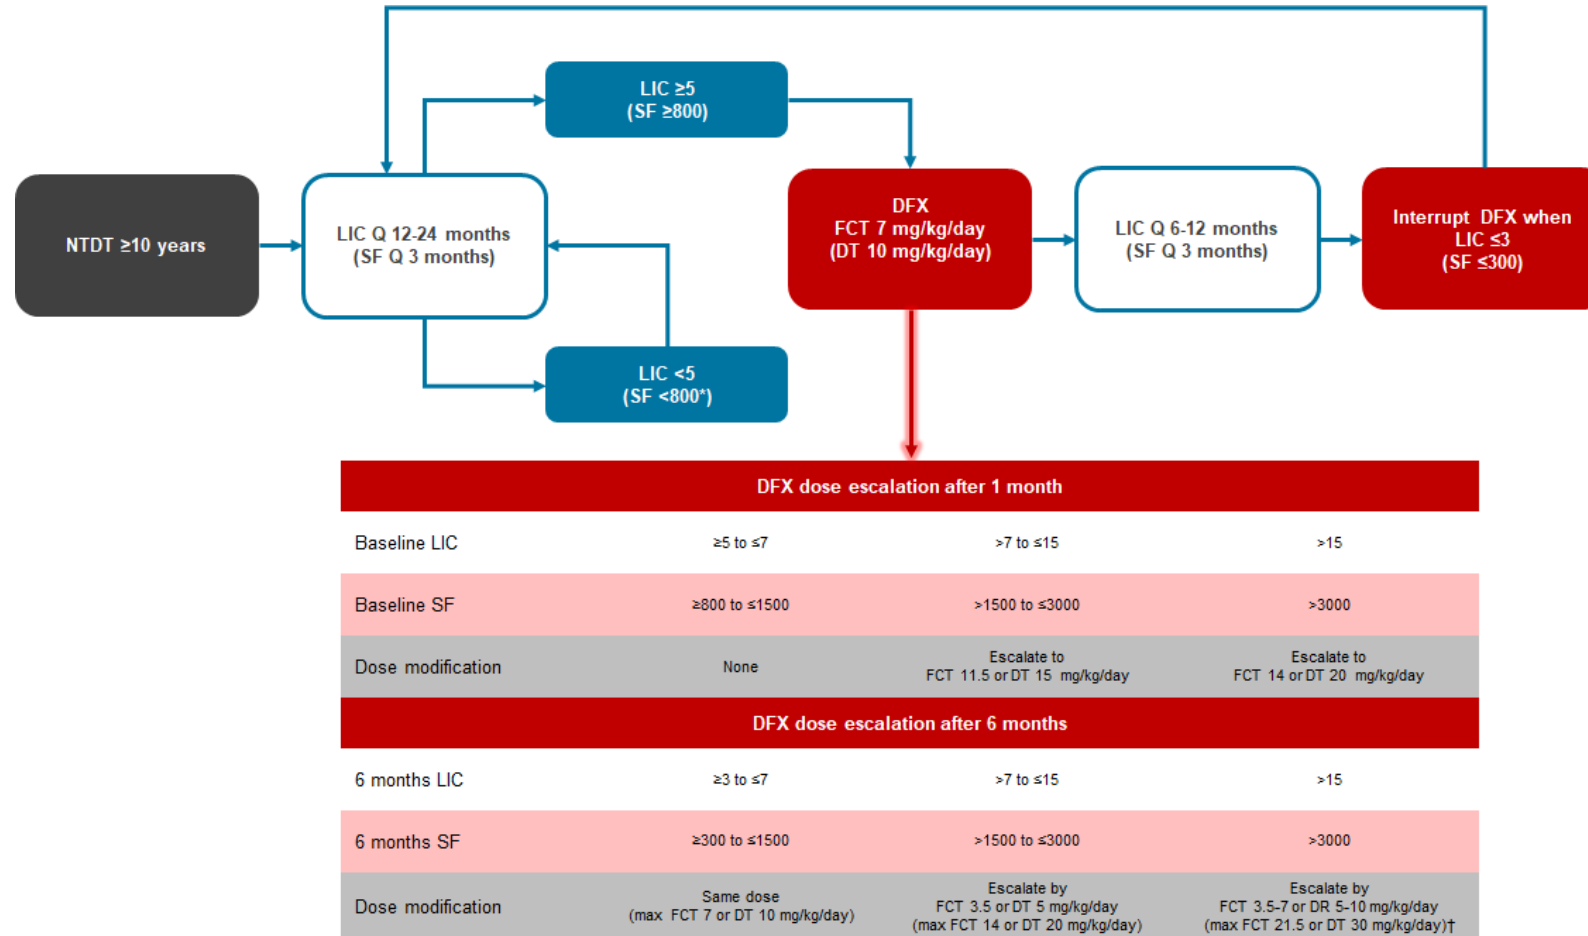 LIC ≥5
(SF ≥800)
NTDT ≥10 years
LIC Q 12-24 months
(SF Q 3 months)
DFX
FCT 7 mg/kg/day
(DT 10 mg/kg/day)
LIC Q 6-12 months
(SF Q 3 months)
Interrupt DFX when
LIC ≤3
(SF ≤300)
LIC <5
(SF <800*)
DFX dose escalation after 1 month
Baseline LIC ≥5 to ≤7 >7 to ≤15 >15
Baseline SF ≥800 to ≤1500 >1500 to ≤3000 >3000
Dose modification
None
Escalate to
FCT 11.5 or DT 15 mg/kg/day
Escalate to
FCT 14 or DT 20 mg/kg/day
DFX dose escalation after 6 months
6 months LIC ≥3 to ≤7 >7 to ≤15 >15
6 months SF ≥300 to ≤1500 >1500 to ≤3000 >3000
Dose modification
Same dose
(max FCT 7 or DT 10 mg/kg/day)
Escalate by
FCT 3.5 or DT 5 mg/kg/day
(max FCT 14 or DT 20 mg/kg/day)
Escalate by
FCT 3.5-7 or DR 5-10 mg/kg/day
(max FCT 21.5 or DT 30 mg/kg/day)†